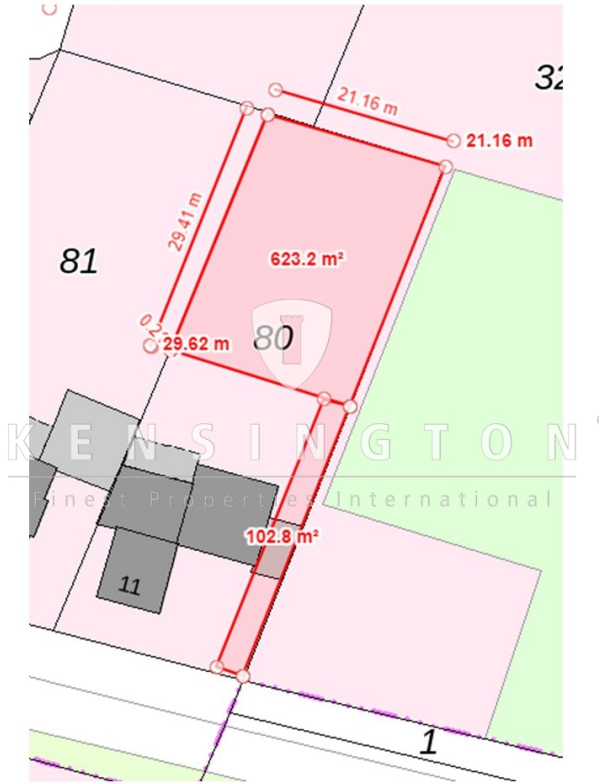 32
21.16 m
21.16 m
29.41 m
81
623.2 m²
80
29.62 m
KENSINGTON
Finest Properties International
102.8 m²
11
1